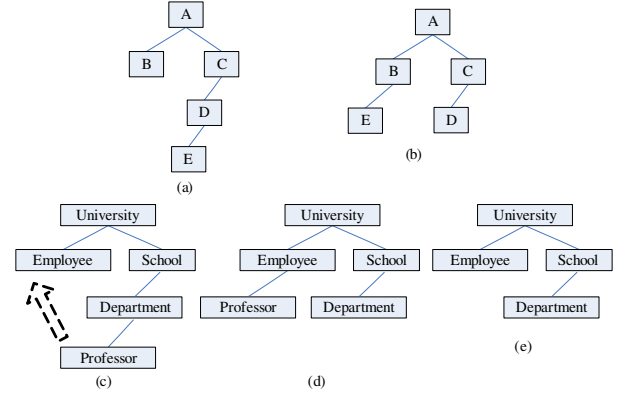 A
B C
D
E
(a)
A
B C
E D
(b)
University
Employee School
Department
Professor
(c)
University
Employee School
Professor Department
(d)
University
Employee School
Department
(e)